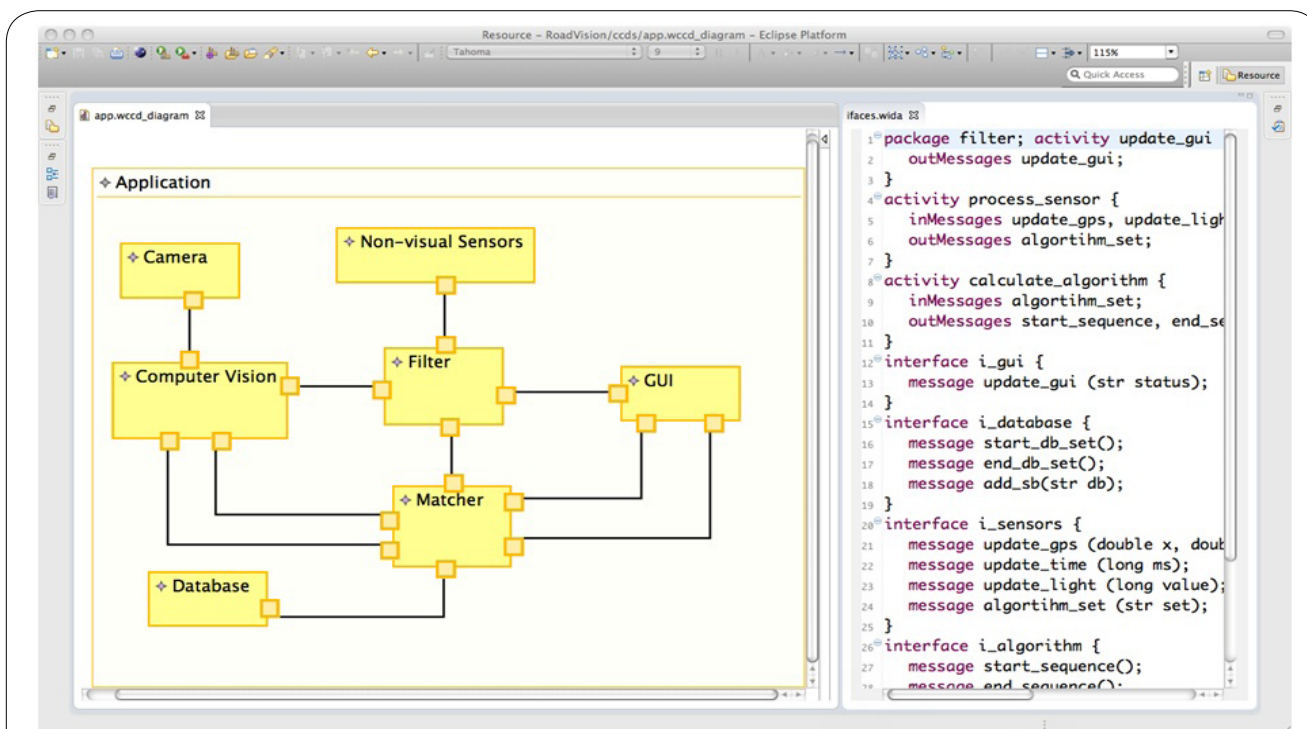 Resource – RoadVision/ccds/app.wccd_diagram – Eclipse Platform
Tahoma 9 115%
Quick Access Resource
app.wccd_diagram
Application
Camera
Non-visual Sensors
Computer Vision
Filter
GUI
Matcher
Database
ifaces.wida
1 package filter; activity update_gui
2 outMessages update_gui;
3 }
4 activity process_sensor {
5 inMessages update_gps, update_ligh
6 outMessages algortihm_set;
7 }
8 activity calculate_algorithm {
9 inMessages algortihm_set;
10 outMessages start_sequence, end_se
11 }
12 interface i_gui {
13 message update_gui (str status);
14 }
15 interface i_database {
16 message start_db_set();
17 message end_db_set();
18 message add_sb(str db);
19 }
20 interface i_sensors {
21 message update_gps (double x, doub
22 message update_time (long ms);
23 message update_light (long value);
24 message algortihm_set (str set);
25 }
26 interface i_algorithm {
27 message start_sequence();
28 message end_sequence();